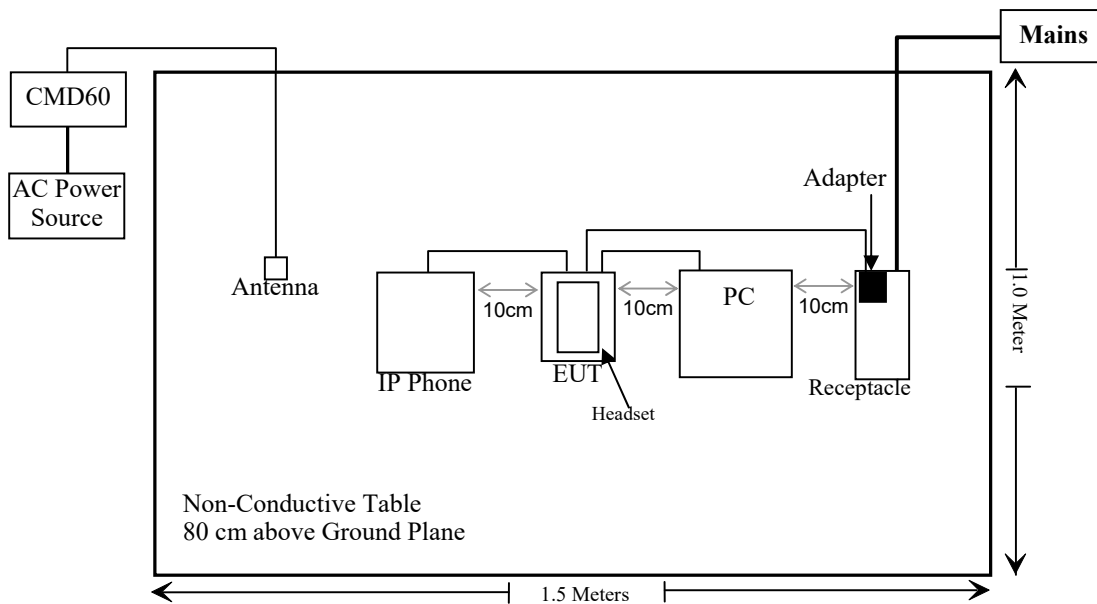 Mains
CMD60
AC Power
Source
Adapter
Antenna
PC
10cm
10cm
10cm
1.0 Meter
IP Phone
EUT
Receptacle
Headset
Non-Conductive Table
80 cm above Ground Plane
1.5 Meters